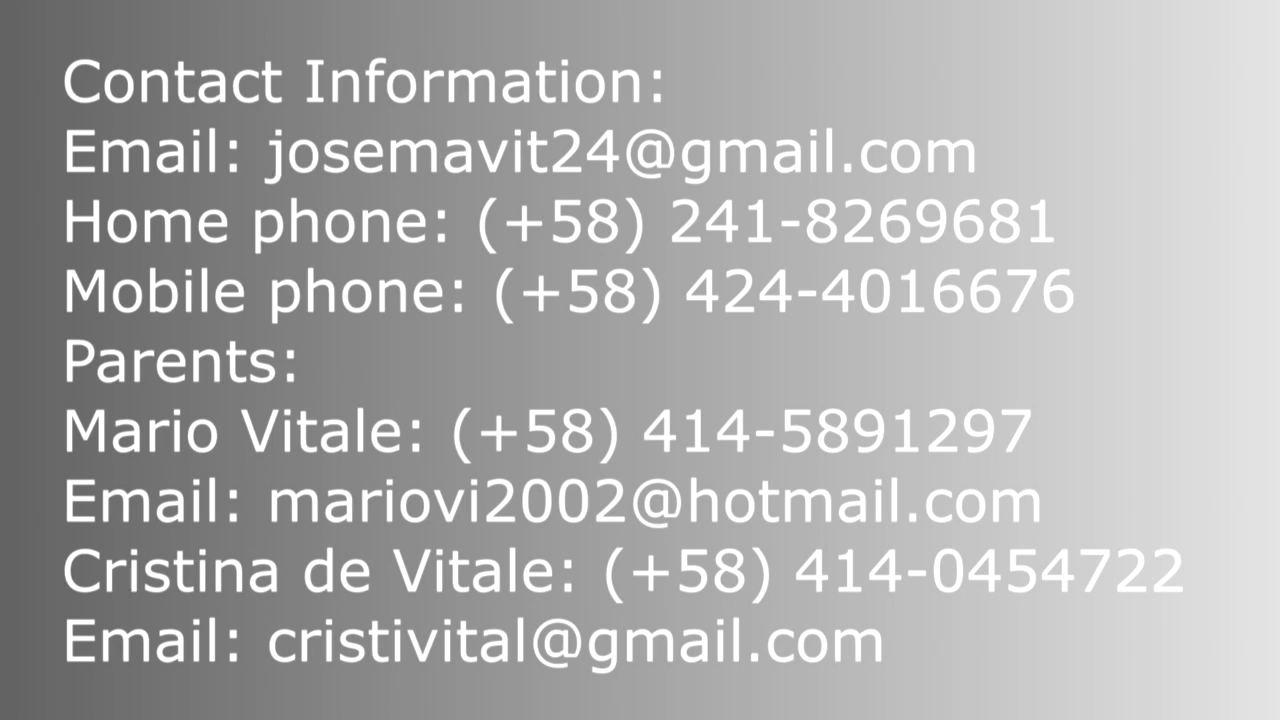 Contact Information:
Email: josemavit24@gmail.com
Home phone: (+58) 241-8269681
Mobile phone: (+58) 424-4016676
Parents:
Mario Vitale: (+58) 414-5891297
Email: mariovi2002@hotmail.com
Cristina de Vitale: (+58) 414-0454722
Email: cristivital@gmail.com